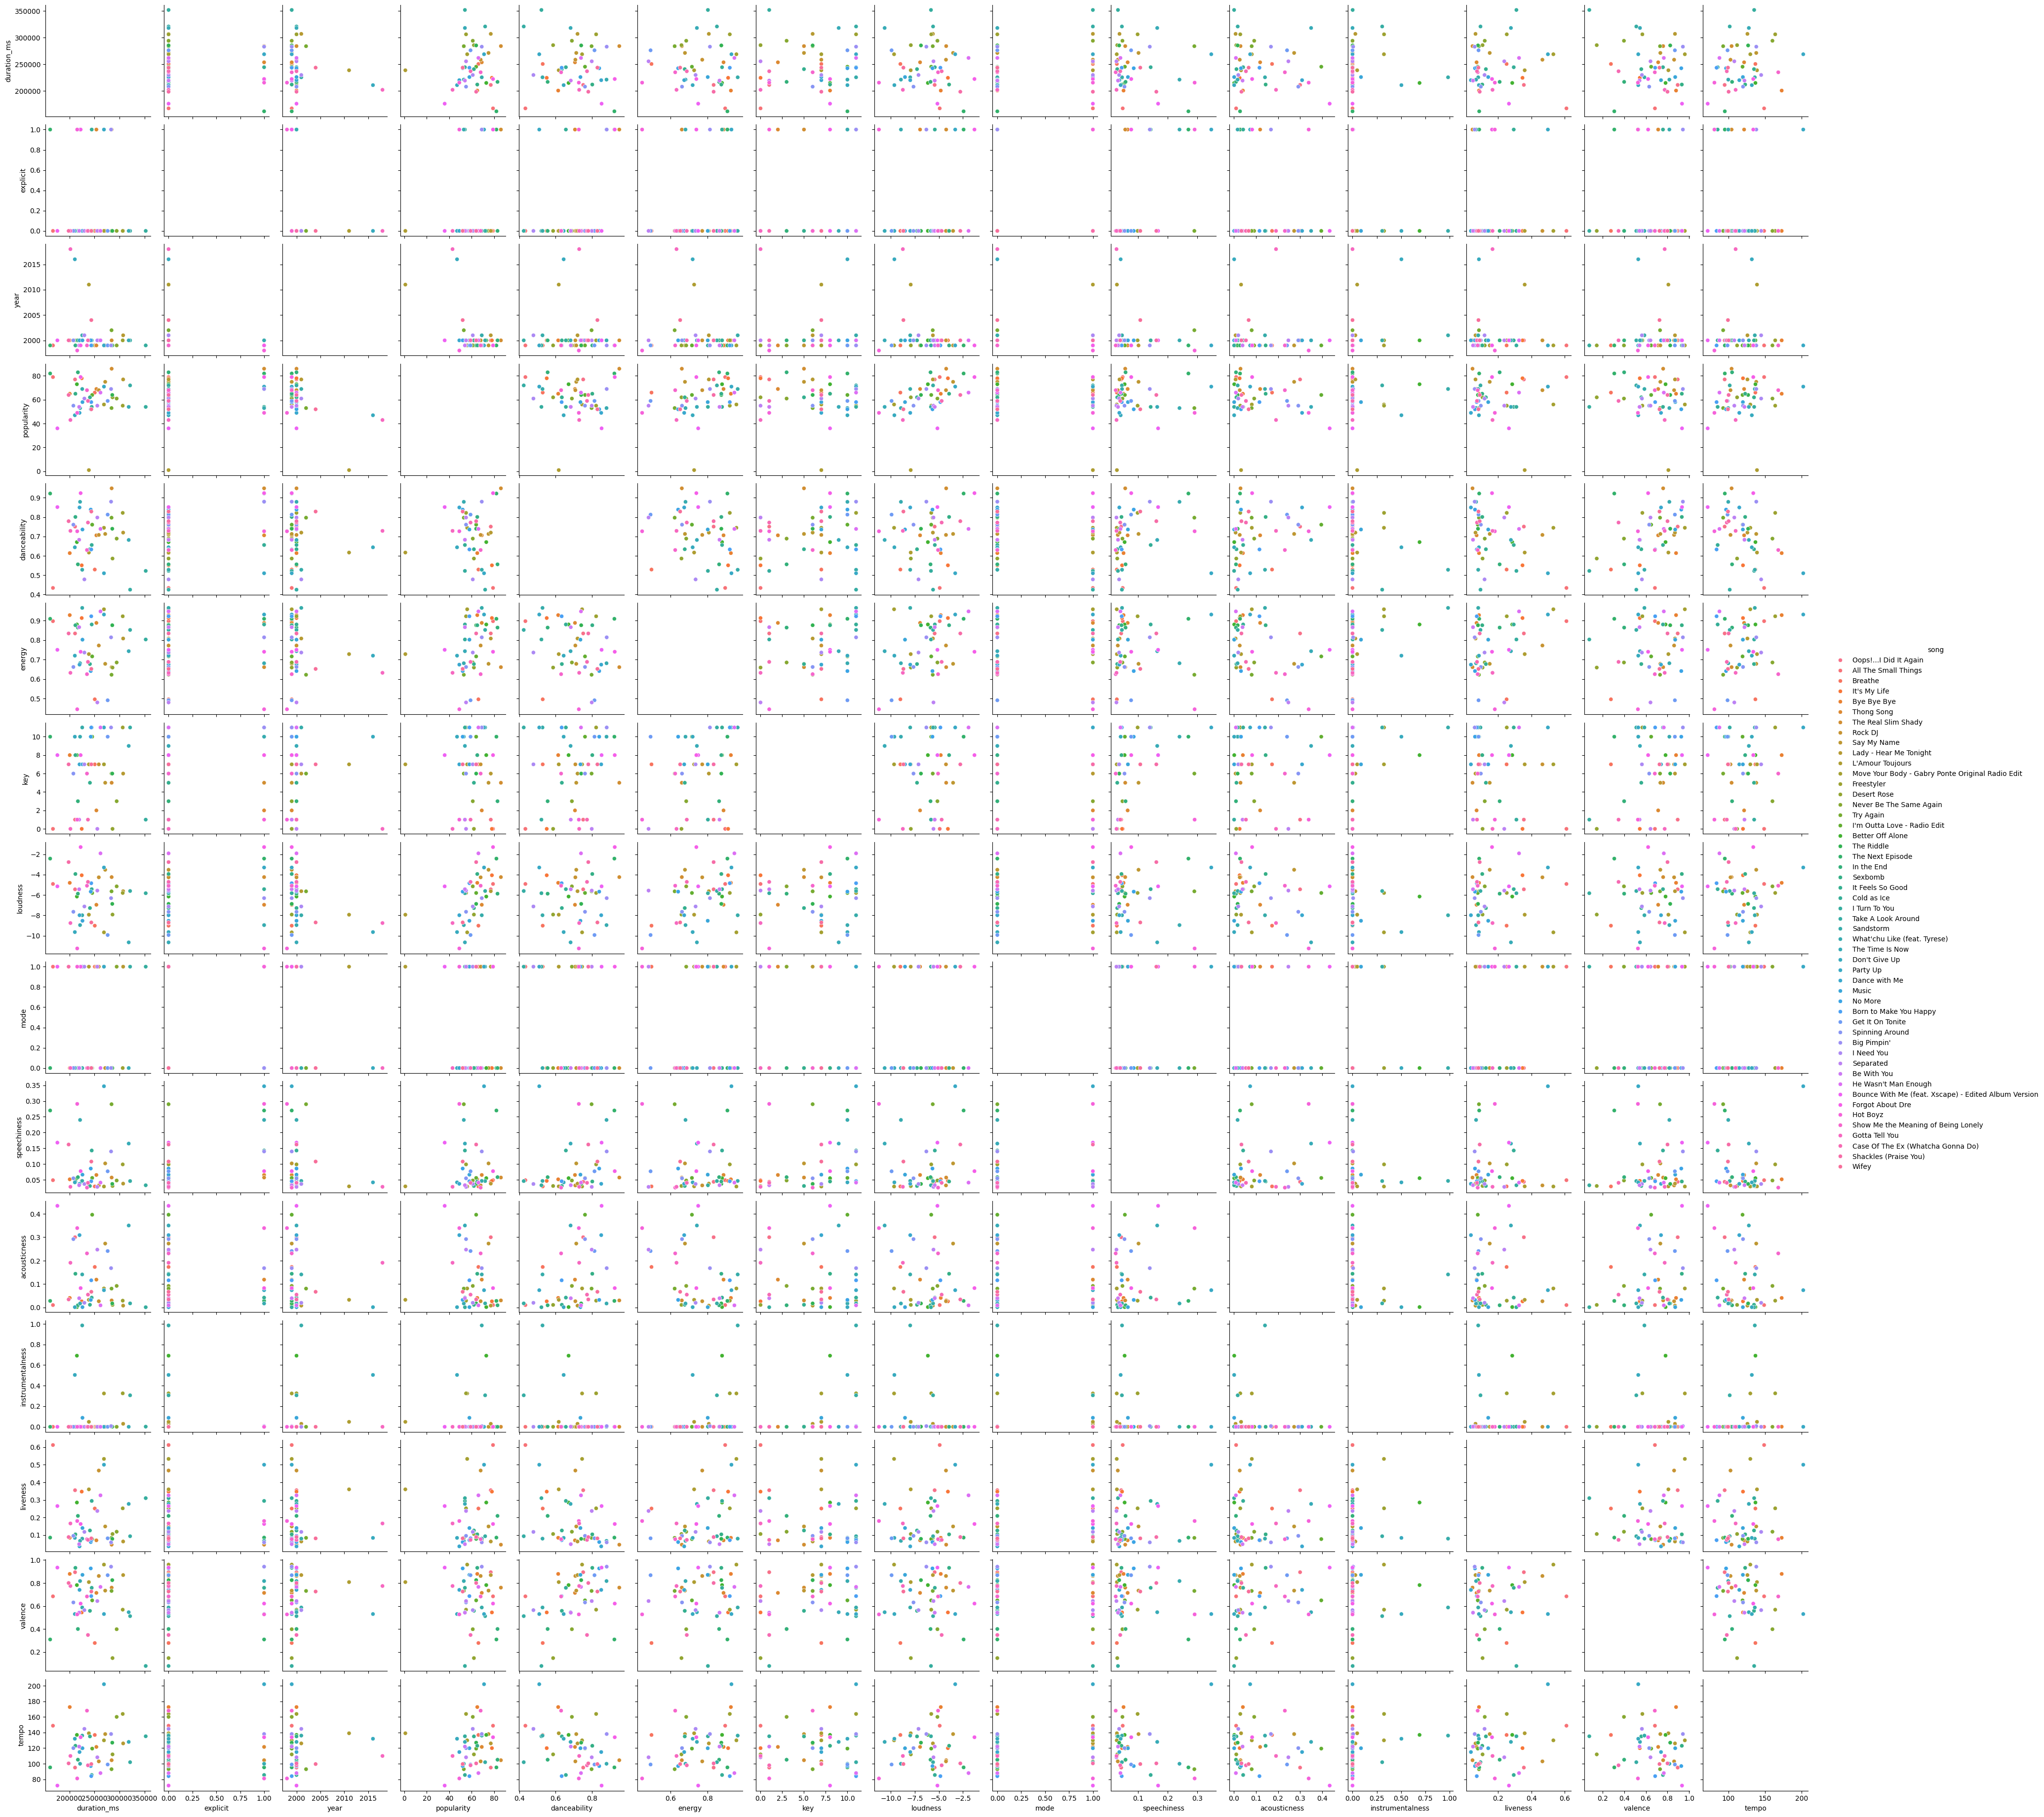 350000
300000
250000
200000
duration_ms
1.0
0.8
0.6
0.4
0.2
0.0
explicit
2015
2010
2005
2000
year
80
60
40
20
0
popularity
0.9
0.8
0.7
0.6
0.5
0.4
danceability
0.9
0.8
0.7
0.6
0.5
energy
10
8
6
4
2
0
key
−2
−4
−6
−8
−10
loudness
1.0
0.8
0.6
0.4
0.2
0.0
mode
0.35
0.30
0.25
0.20
0.15
0.10
0.05
speechiness
0.4
0.3
0.2
0.1
0.0
acousticness
1.0
0.8
0.6
0.4
0.2
0.0
instrumentalness
0.6
0.5
0.4
0.3
0.2
0.1
liveness
1.0
0.8
0.6
0.4
0.2
valence
200
180
160
140
120
100
80
tempo
200000 250000 300000 350000
duration_ms
0.00 0.25 0.50 0.75 1.00
explicit
2000 2005 2010 2015
year
0 20 40 60 80
popularity
0.4 0.6 0.8
danceability
0.6 0.8
energy
0.0 2.5 5.0 7.5 10.0
key
−10.0 −7.5 −5.0 −2.5
loudness
0.00 0.25 0.50 0.75 1.00
mode
0.1 0.2 0.3
speechiness
0.0 0.1 0.2 0.3 0.4
acousticness
0.00 0.25 0.50 0.75 1.00
instrumentalness
0.2 0.4 0.6
liveness
0.2 0.4 0.6 0.8 1.0
valence
100 150 200
tempo
song
Oops!...I Did It Again
All The Small Things
Breathe
It's My Life
Bye Bye Bye
Thong Song
The Real Slim Shady
Rock DJ
Say My Name
Lady - Hear Me Tonight
L'Amour Toujours
Move Your Body - Gabry Ponte Original Radio Edit
Freestyler
Desert Rose
Never Be The Same Again
Try Again
I'm Outta Love - Radio Edit
Better Off Alone
The Riddle
The Next Episode
In the End
Sexbomb
It Feels So Good
Cold as Ice
I Turn To You
Take A Look Around
Sandstorm
What'chu Like (feat. Tyrese)
The Time Is Now
Don't Give Up
Party Up
Dance with Me
Music
No More
Born to Make You Happy
Get It On Tonite
Spinning Around
Big Pimpin'
I Need You
Separated
Be With You
He Wasn't Man Enough
Bounce With Me (feat. Xscape) - Edited Album Version
Forgot About Dre
Hot Boyz
Show Me the Meaning of Being Lonely
Gotta Tell You
Case Of The Ex (Whatcha Gonna Do)
Shackles (Praise You)
Wifey